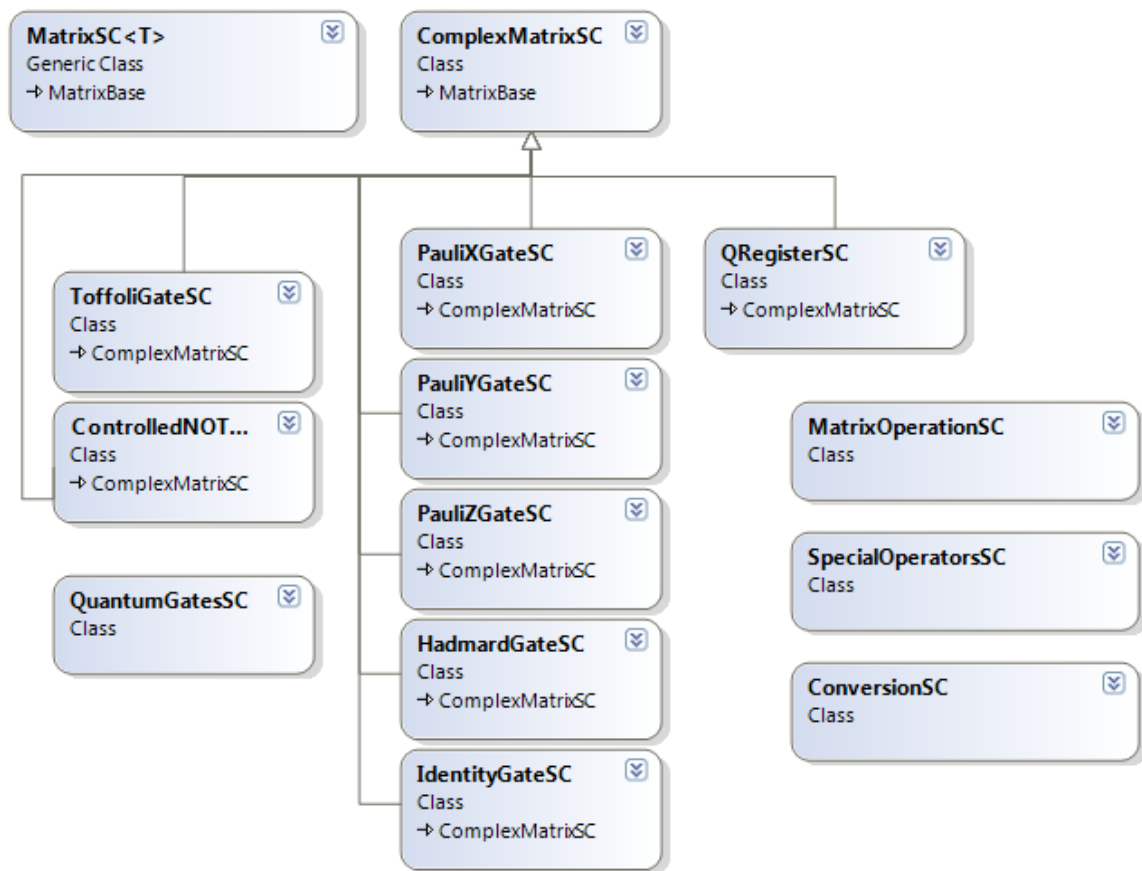 MatrixSC<T>
Generic Class
MatrixBase
ComplexMatrixSC
Class
MatrixBase
ToffoliGateSC
Class
ComplexMatrixSC
ControlledNOT...
Class
ComplexMatrixSC
QuantumGatesSC
Class
PauliXGateSC
Class
ComplexMatrixSC
PauliYGateSC
Class
ComplexMatrixSC
PauliZGateSC
Class
ComplexMatrixSC
HadmardGateSC
Class
ComplexMatrixSC
IdentityGateSC
Class
ComplexMatrixSC
QRegisterSC
Class
ComplexMatrixSC
MatrixOperationSC
Class
SpecialOperatorsSC
Class
ConversionSC
Class